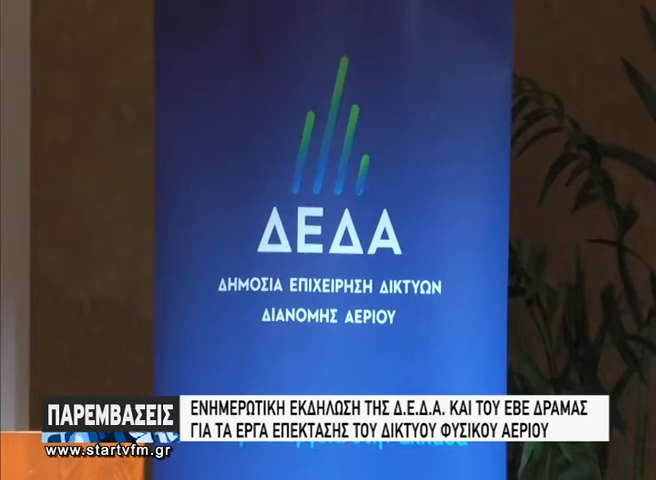 ΔΕΔΑ
ΔΗΜΟΣΙΑ ΕΠΙΧΕΙΡΗΣΗ ΔΙΚΤΥΩΝ
ΔΙΑΝΟΜΗΣ ΑΕΡΙΟΥ
ΠΑΡΕΜΒΑΣΕΙΣ
ΕΝΗΜΕΡΩΤΙΚΗ ΕΚΔΗΛΩΣΗ ΤΗΣ Δ.Ε.Δ.Α. ΚΑΙ ΤΟΥ ΕΒΕ ΔΡΑΜΑΣ
ΓΙΑ ΤΑ ΕΡΓΑ ΕΠΕΚΤΑΣΗΣ ΤΟΥ ΔΙΚΤΥΟΥ ΦΥΣΙΚΟΥ ΑΕΡΙΟΥ
www.startvfm.gr